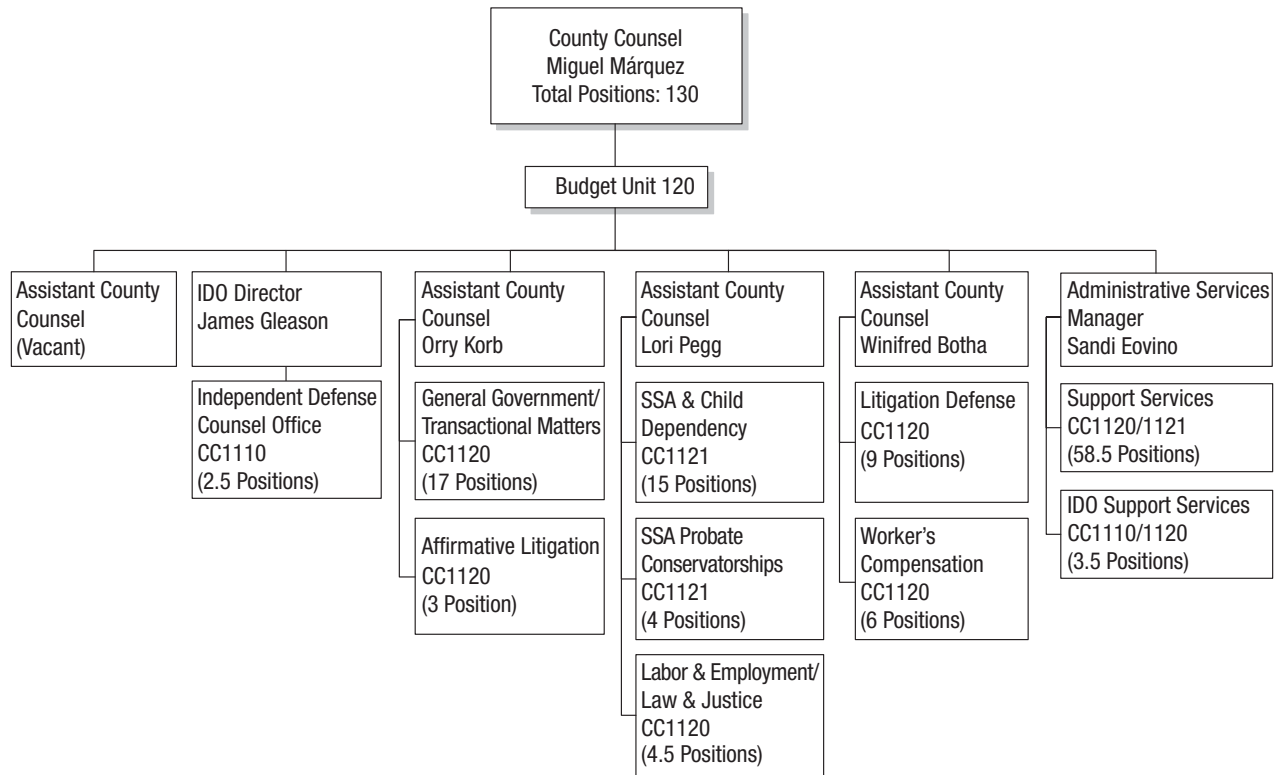 County Counsel
Miguel Márquez
Total Positions: 130
Budget Unit 120
Assistant County
Counsel
(Vacant)
IDO Director
James Gleason
Independent Defense
Counsel Office
CC1110
(2.5 Positions)
Assistant County
Counsel
Orry Korb
General Government/
Transactional Matters
CC1120
(17 Positions)
Affirmative Litigation
CC1120
(3 Position)
Assistant County
Counsel
Lori Pegg
SSA & Child
Dependency
CC1121
(15 Positions)
SSA Probate
Conservatorships
CC1121
(4 Positions)
Labor & Employment/
Law & Justice
CC1120
(4.5 Positions)
Assistant County
Counsel
Winifred Botha
Litigation Defense
CC1120
(9 Positions)
Worker's
Compensation
CC1120
(6 Positions)
Administrative Services
Manager
Sandi Eovino
Support Services
CC1120/1121
(58.5 Positions)
IDO Support Services
CC1110/1120
(3.5 Positions)